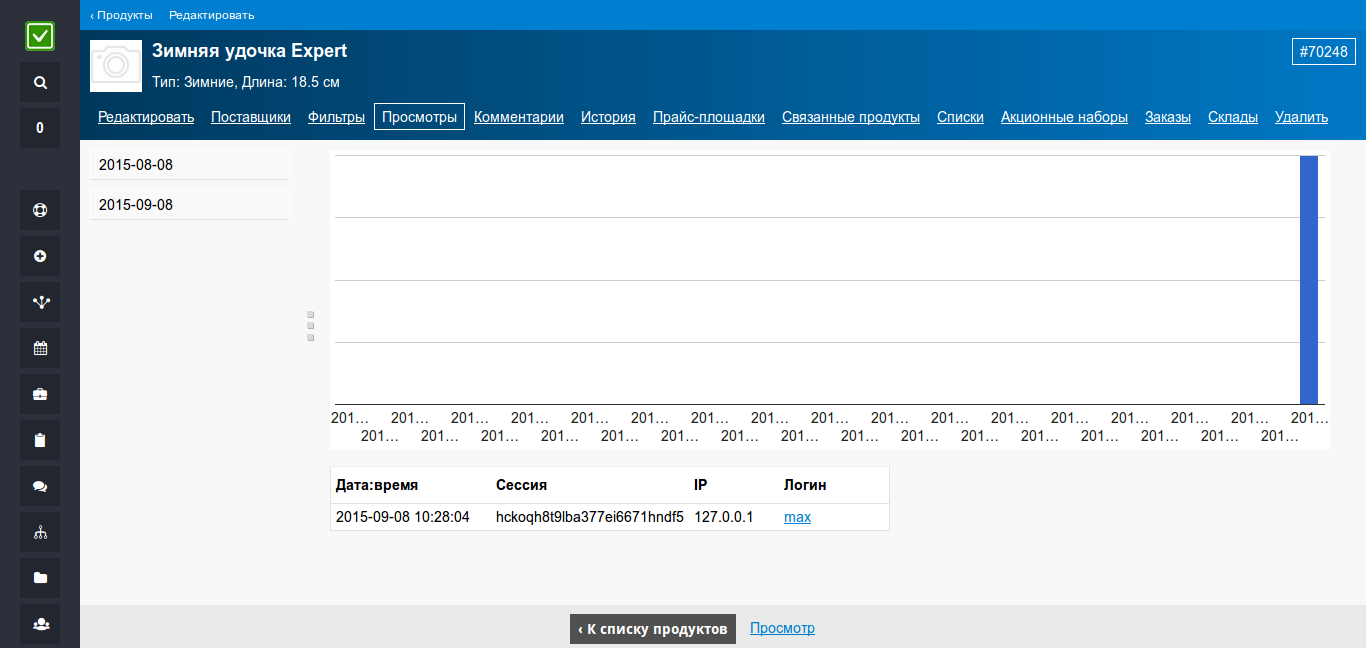 ‹ Продукты Редактировать
Зимняя удочка Expert
#70248
Тип: Зимние, Длина: 18.5 см
0
Редактировать Поставщики Фильтры Просмотры Комментарии История Прайс-площадки Связанные продукты Списки Акционные наборы Заказы Склады Удалить
2015-08-08
2015-09-08
201… 201… 201… 201… 201… 201… 201… 201… 201… 201… 201… 201… 201… 201… 201… 201… 201…
201… 201… 201… 201… 201… 201… 201… 201… 201… 201… 201… 201… 201… 201… 201… 201…
Дата:время Сессия IP Логин
2015-09-08 10:28:04 hckoqh8t9lba377ei6671hndf5 127.0.0.1 max
‹ К списку продуктов Просмотр